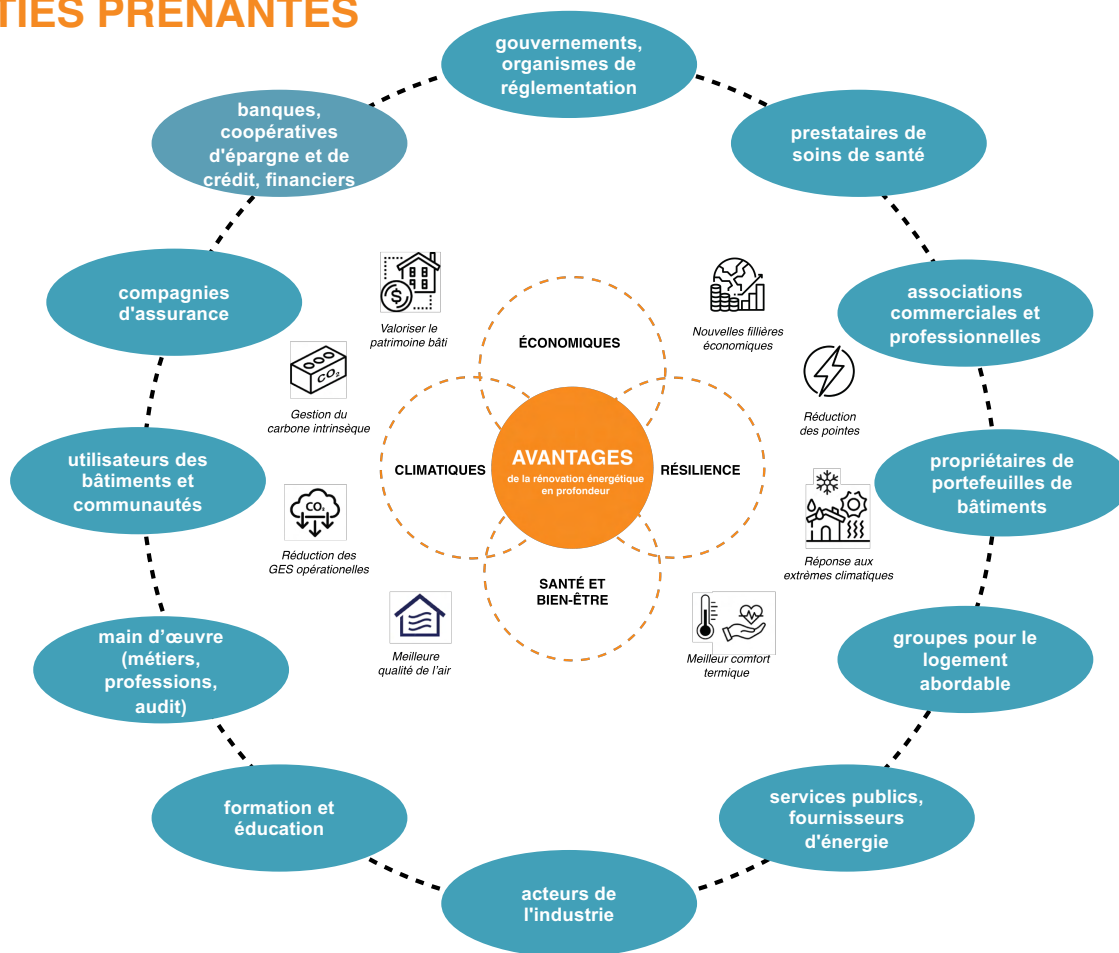 TIES PRENANTES
gouvernements,
organismes de
réglementation
banques,
coopératives
d'épargne et de
crédit, financiers
prestataires de
soins de santé
compagnies
d'assurance
associations
commerciales et
professionnelles
Valoriser le
patrimoine bâti
ÉCONOMIQUES
Nouvelles fillières
économiques
CO₂
Gestion du
carbone intrinsèque
Réduction
des pointes
utilisateurs des
bâtiments et
communautés
CLIMATIQUES
AVANTAGES
de la rénovation énergétique
en profondeur
RÉSILIENCE
propriétaires de
portefeuilles de
bâtiments
CO₂
Réduction des
GES opérationelles
Réponse aux
extrêmes climatiques
SANTÉ ET
BIEN-ÊTRE
Meilleure
qualité de l'air
Meilleur comfort
termique
main d’œuvre
(métiers,
professions,
audit)
groupes pour le
logement
abordable
formation et
éducation
services publics,
fournisseurs
d'énergie
acteurs de
l'industrie